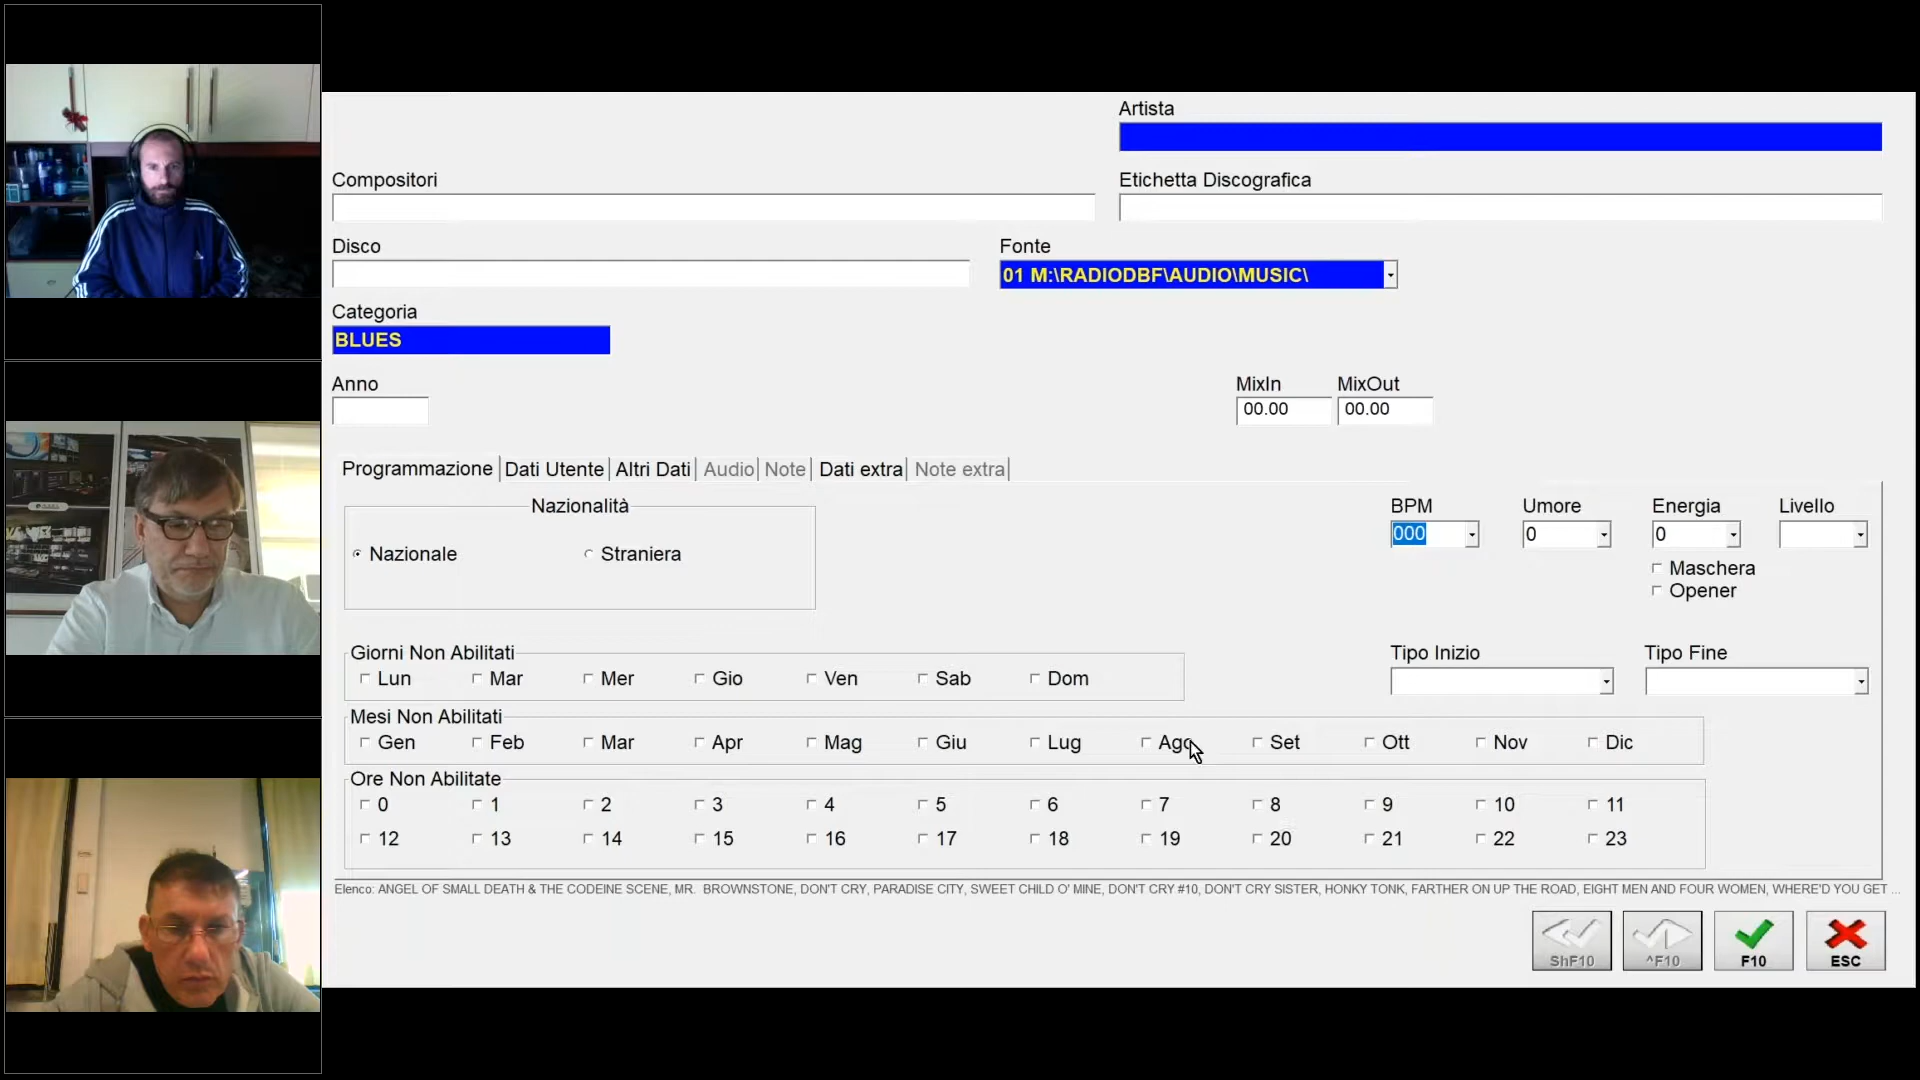 Artista
Compositori
Etichetta Discografica
Disco
Fonte
01 M:\RADIODBF\AUDIO\MUSIC\
Categoria
BLUES
Anno
MixIn
MixOut
00.00
00.00
Programmazione
Dati Utente
Altri Dati
Audio
Note
Dati extra
Note extra
Nazionalità
Nazionale
Straniera
BPM
Umore
Energia
Livello
000
0
0
Maschera
Opener
Giorni Non Abilitati
Lun Mar Mer Gio Ven Sab Dom
Tipo Inizio
Tipo Fine
Mesi Non Abilitati
Gen Feb Mar Apr Mag Giu Lug Ago Set Ott Nov Dic
Ore Non Abilitate
0 1 2 3 4 5 6 7 8 9 10 11
12 13 14 15 16 17 18 19 20 21 22 23
Elenco: ANGEL OF SMALL DEATH & THE CODEINE SCENE, MR. BROWNSTONE, DON'T CRY, PARADISE CITY, SWEET CHILD O' MINE, DON'T CRY #10, DON'T CRY SISTER, HONKY TONK, FARTHER ON UP THE ROAD, EIGHT MEN AND FOUR WOMEN, WHERE'D YOU GET ...
ShF10
^F10
F10
ESC